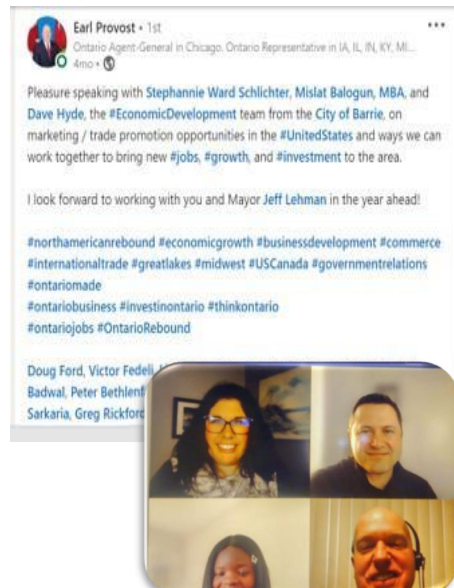 Earl Provost • 1st
Ontario Agent-General in Chicago. Ontario Representative in IA, IL, IN, KY, MI...
4mo •
Pleasure speaking with Stephannie Ward Schlichter, Mislat Balogun, MBA, and
Dave Hyde, the #EconomicDevelopment team from the City of Barrie, on
marketing / trade promotion opportunities in the #UnitedStates and ways we can
work together to bring new #jobs, #growth, and #investment to the area.
I look forward to working with you and Mayor Jeff Lehman in the year ahead!
#northamericanrebound #economicgrowth #businessdevelopment #commerce
#internationaltrade #greatlakes #midwest #USCanada #governmentrelations
#ontariomade
#ontariobusiness #investinontario #thinkontario
#ontariojobs #OntarioRebound
Doug Ford, Victor Fedeli,
Badwal, Peter Bethlenf
Sarkaria, Greg Rickford